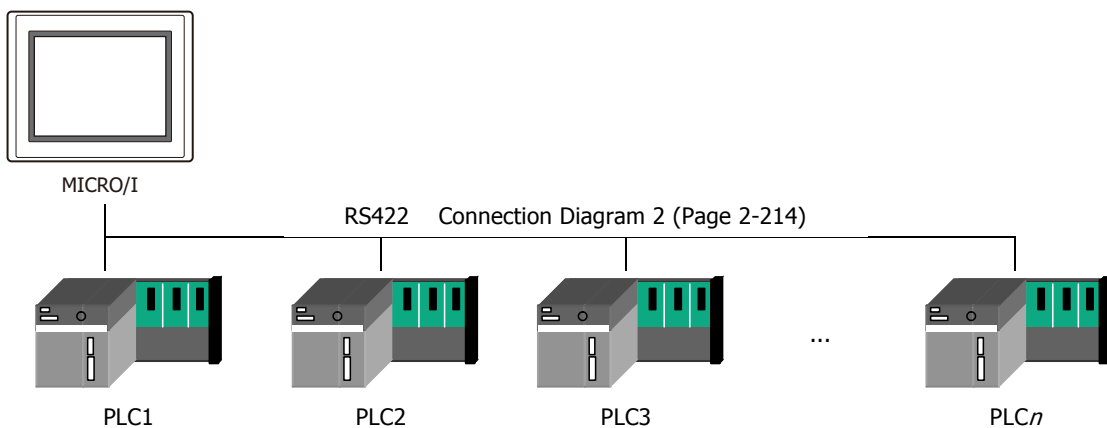 MICRO/I
RS422 Connection Diagram 2 (Page 2-214)
...
PLC1 PLC2 PLC3 PLCn